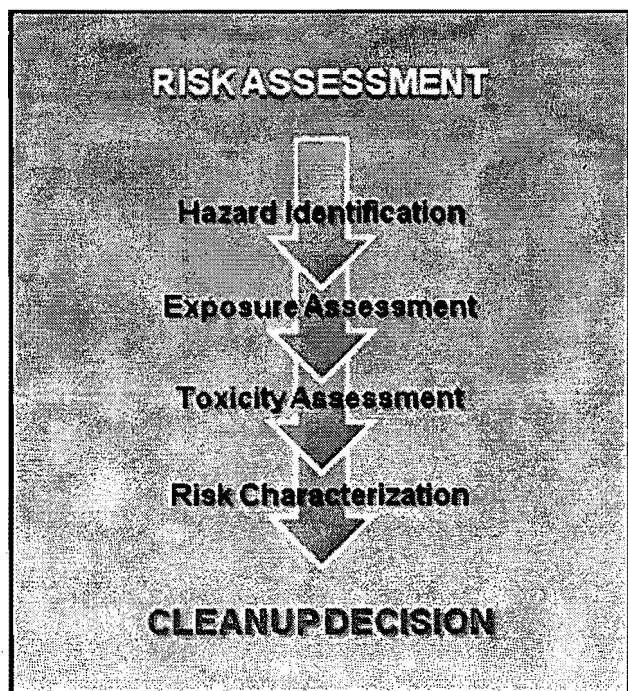 RISK ASSESSMENT
Hazard Identification
Exposure Assessment
Toxicity Assessment
Risk Characterization
CLEANUP DECISION